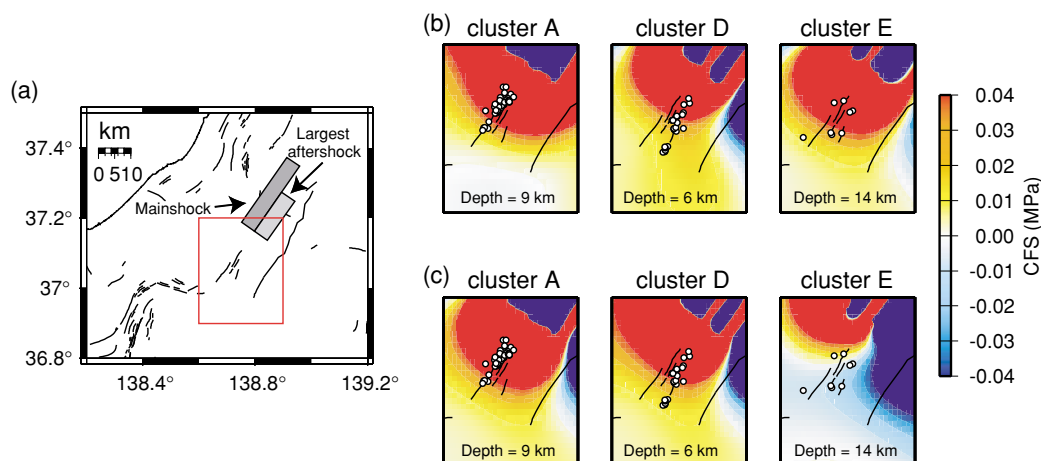 (a)
km
0 510
Largest
aftershock
Mainshock
37.4°
37.2°
37°
36.8°
138.4°
138.8°
139.2°
(b)
cluster A
cluster D
cluster E
Depth = 9 km
Depth = 6 km
Depth = 14 km
(c)
cluster A
cluster D
cluster E
Depth = 9 km
Depth = 6 km
Depth = 14 km
0.04
0.03
0.02
0.01
0.00
-0.01
-0.02
-0.03
-0.04
CFS (MPa)